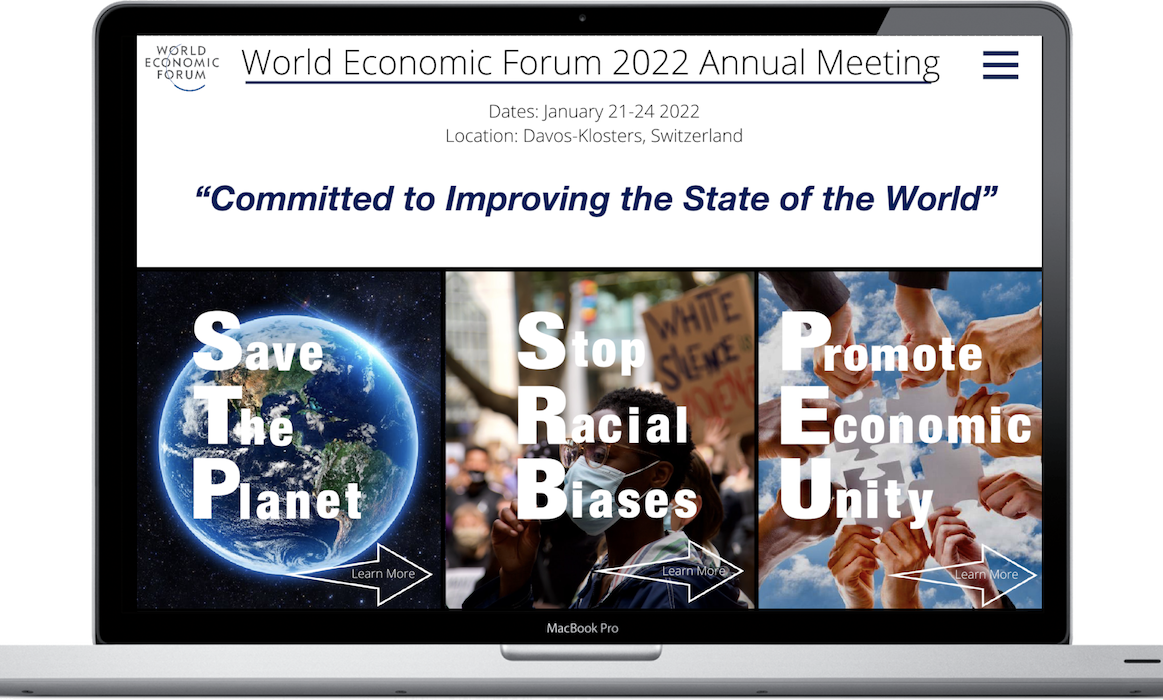 WORLD
ECONOMIC
FORUM
World Economic Forum 2022 Annual Meeting
Dates: January 21-24 2022
Location: Davos-Klosters, Switzerland
“Committed to Improving the State of the World”
Save
The
Planet
Learn More
WHITE
SILENCE
VIOLENCE
Stop
Racial
Biases
Learn More
Promote
Economic
Unity
Learn More
MacBook Pro